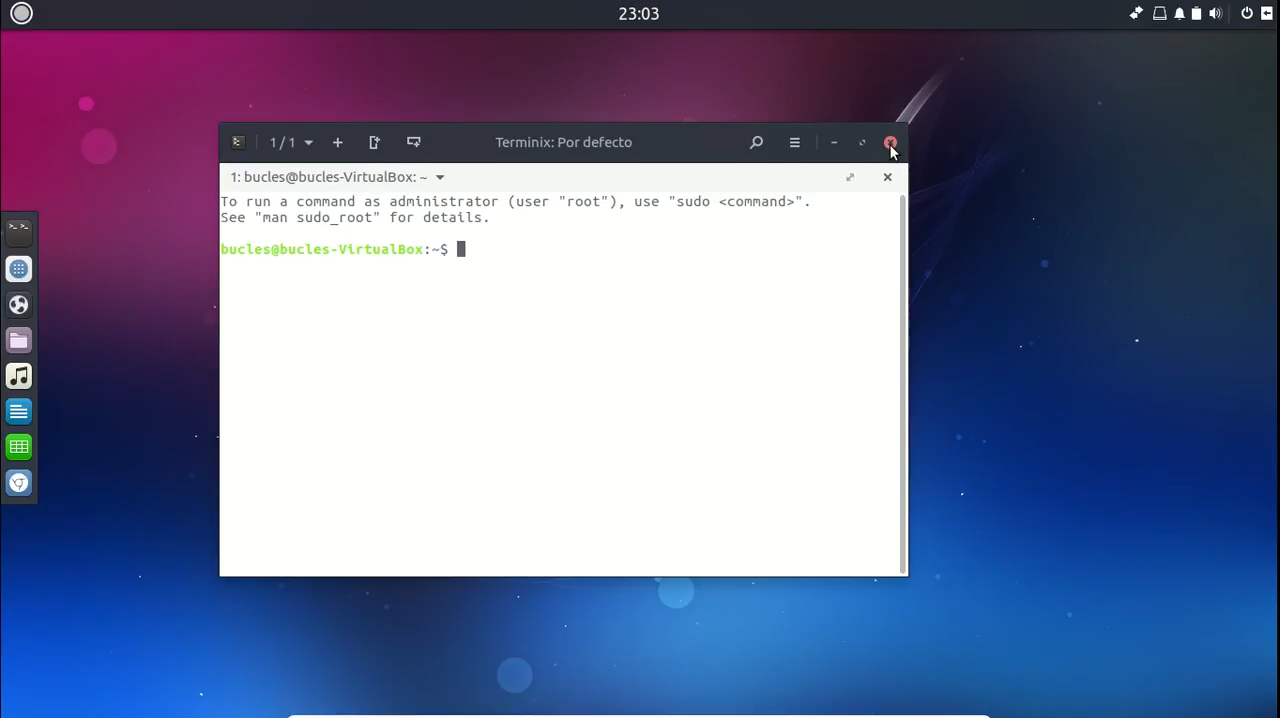 23:03
1 / 1
Terminix: Por defecto
1: bucles@bucles-VirtualBox: ~
To run a command as administrator (user "root"), use "sudo <command>".
See "man sudo_root" for details.
bucles@bucles-VirtualBox:~$